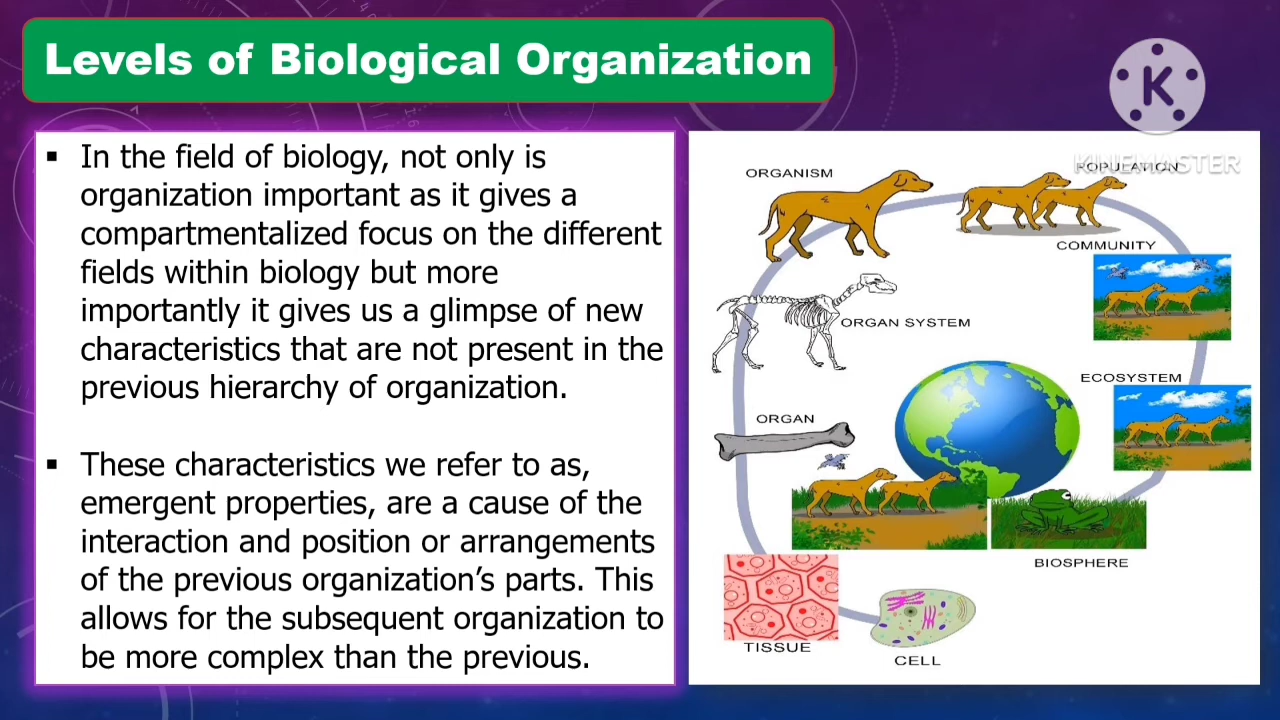 Levels of Biological Organization
K
KINEMASTER
▪ In the field of biology, not only is
organization important as it gives a
compartmentalized focus on the different
fields within biology but more
importantly it gives us a glimpse of new
characteristics that are not present in the
previous hierarchy of organization.
▪ These characteristics we refer to as,
emergent properties, are a cause of the
interaction and position or arrangements
of the previous organization’s parts. This
allows for the subsequent organization to
be more complex than the previous.
ORGANISM
POPULATION
COMMUNITY
ORGAN SYSTEM
ECOSYSTEM
ORGAN
BIOSPHERE
TISSUE
CELL